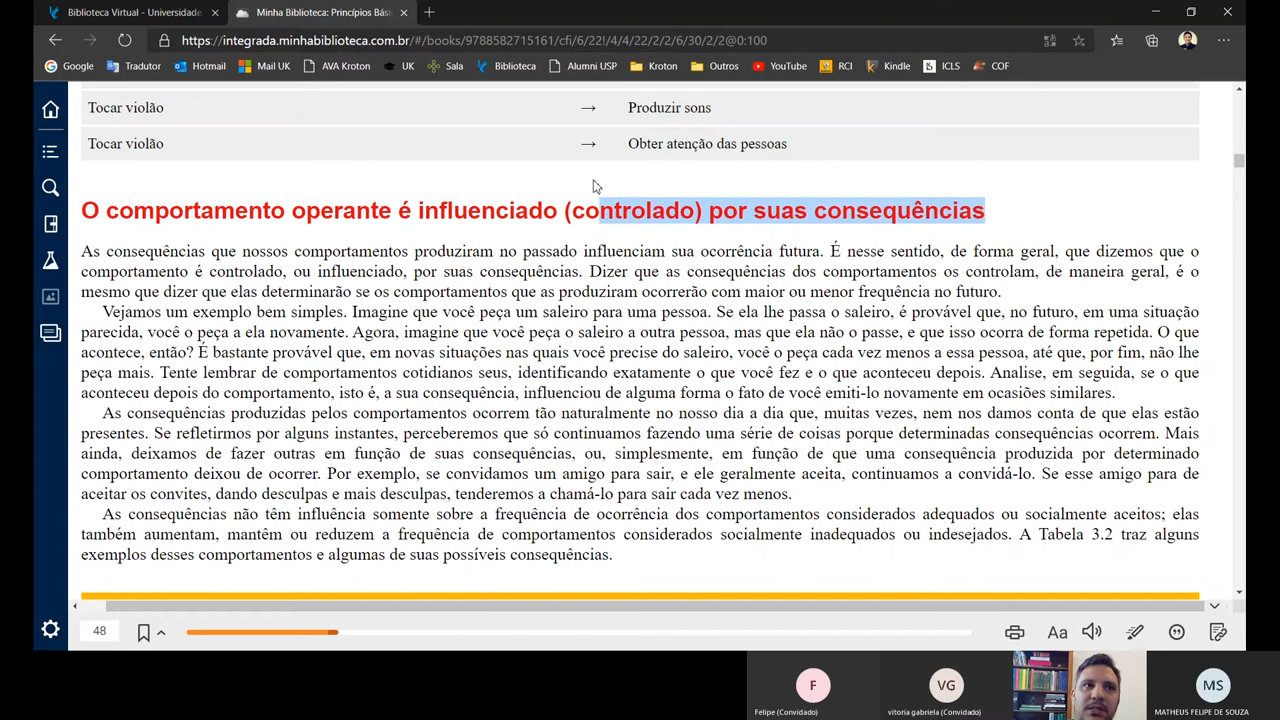 Biblioteca Virtual - Universidade
Minha Biblioteca: Princípios Bási
https://integrada.minhabiblioteca.com.br/#/books/9788582715161/cfi/6/22!/4/4/22/2/2/6/30/2/2@0:100
Google Tradutor Hotmail Mail UK AVA Kroton UK Sala Biblioteca Alumni USP Kroton Outros YouTube RCI Kindle ICLS COF
Tocar violão → Produzir sons
Tocar violão → Obter atenção das pessoas
O comportamento operante é influenciado (controlado) por suas consequências
As consequências que nossos comportamentos produziram no passado influenciam sua ocorrência futura. É nesse sentido, de forma geral, que dizemos que o
comportamento é controlado, ou influenciado, por suas consequências. Dizer que as consequências dos comportamentos os controlam, de maneira geral, é o
mesmo que dizer que elas determinarão se os comportamentos que as produziram ocorrerão com maior ou menor frequência no futuro.
Vejamos um exemplo bem simples. Imagine que você peça um saleiro para uma pessoa. Se ela lhe passa o saleiro, é provável que, no futuro, em uma situação
parecida, você o peça a ela novamente. Agora, imagine que você peça o saleiro a outra pessoa, mas que ela não o passe, e que isso ocorra de forma repetida. O que
acontece, então? É bastante provável que, em novas situações nas quais você precise do saleiro, você o peça cada vez menos a essa pessoa, até que, por fim, não lhe
peça mais. Tente lembrar de comportamentos cotidianos seus, identificando exatamente o que você fez e o que aconteceu depois. Analise, em seguida, se o que
aconteceu depois do comportamento, isto é, a sua consequência, influenciou de alguma forma o fato de você emiti-lo novamente em ocasiões similares.
As consequências produzidas pelos comportamentos ocorrem tão naturalmente no nosso dia a dia que, muitas vezes, nem nos damos conta de que elas estão
presentes. Se refletirmos por alguns instantes, perceberemos que só continuamos fazendo uma série de coisas porque determinadas consequências ocorrem. Mais
ainda, deixamos de fazer outras em função de suas consequências, ou, simplesmente, em função de que uma consequência produzida por determinado
comportamento deixou de ocorrer. Por exemplo, se convidamos um amigo para sair, e ele geralmente aceita, continuamos a convidá-lo. Se esse amigo para de
aceitar os convites, dando desculpas e mais desculpas, tenderemos a chamá-lo para sair cada vez menos.
As consequências não têm influência somente sobre a frequência de ocorrência dos comportamentos considerados adequados ou socialmente aceitos; elas
também aumentam, mantêm ou reduzem a frequência de comportamentos considerados socialmente inadequados ou indesejados. A Tabela 3.2 traz alguns
exemplos desses comportamentos e algumas de suas possíveis consequências.
48
Aa
F VG MS
Felipe (Convidado) vitoria gabriela (Convidado) MATHEUS FELIPE DE SOUZA